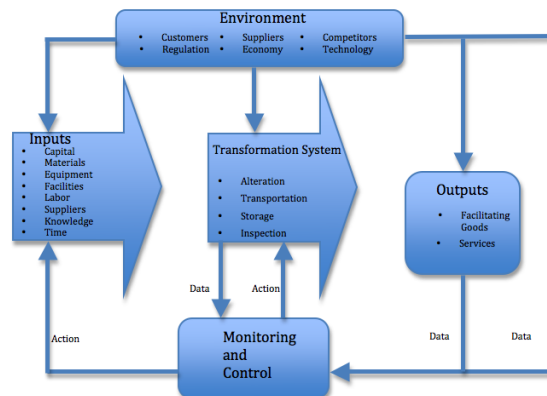 Environment
• Customers • Suppliers • Competitors
• Regulation • Economy • Technology
Inputs
• Capital
• Materials
• Equipment
• Facilities
• Labor
• Suppliers
• Knowledge
• Time
Transformation System
• Alteration
• Transportation
• Storage
• Inspection
Outputs
• Facilitating
Goods
• Services
Data
Action
Action
Monitoring
and
Control
Data
Data